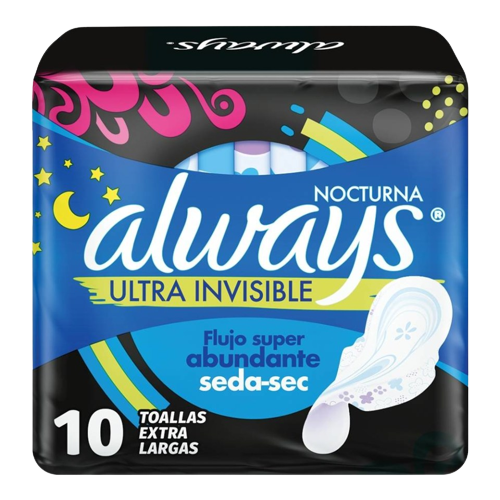 always.
NOCTURNA
always®
ULTRA INVISIBLE
Flujo super
abundante
seda-sec
10 TOALLAS
EXTRA
LARGAS